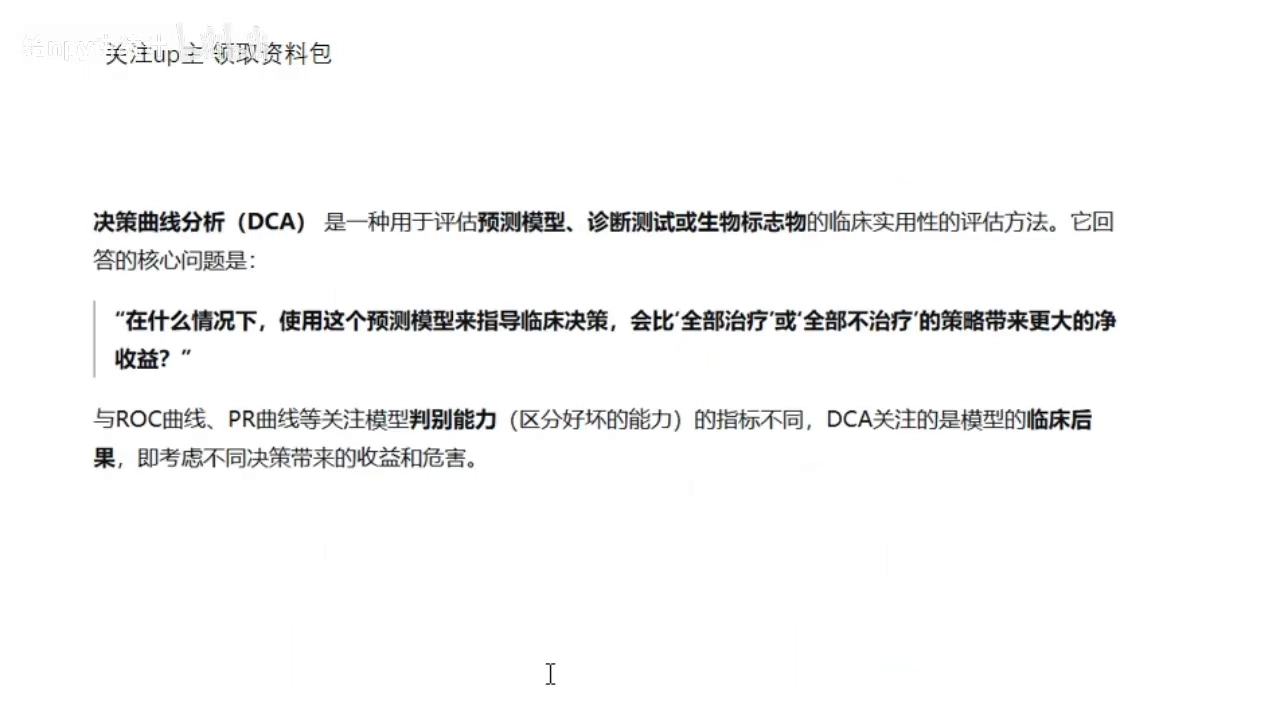 关注up主 领取资料包
决策曲线分析（DCA） 是一种用于评估预测模型、诊断测试或生物标志物的临床实用性的评估方法。它回
答的核心问题是：
“在什么情况下，使用这个预测模型来指导临床决策，会比‘全部治疗’或‘全部不治疗’的策略带来更大的净
收益？”
与ROC曲线、PR曲线等关注模型判别能力（区分好坏的能力）的指标不同，DCA关注的是模型的临床后
果，即考虑不同决策带来的收益和危害。